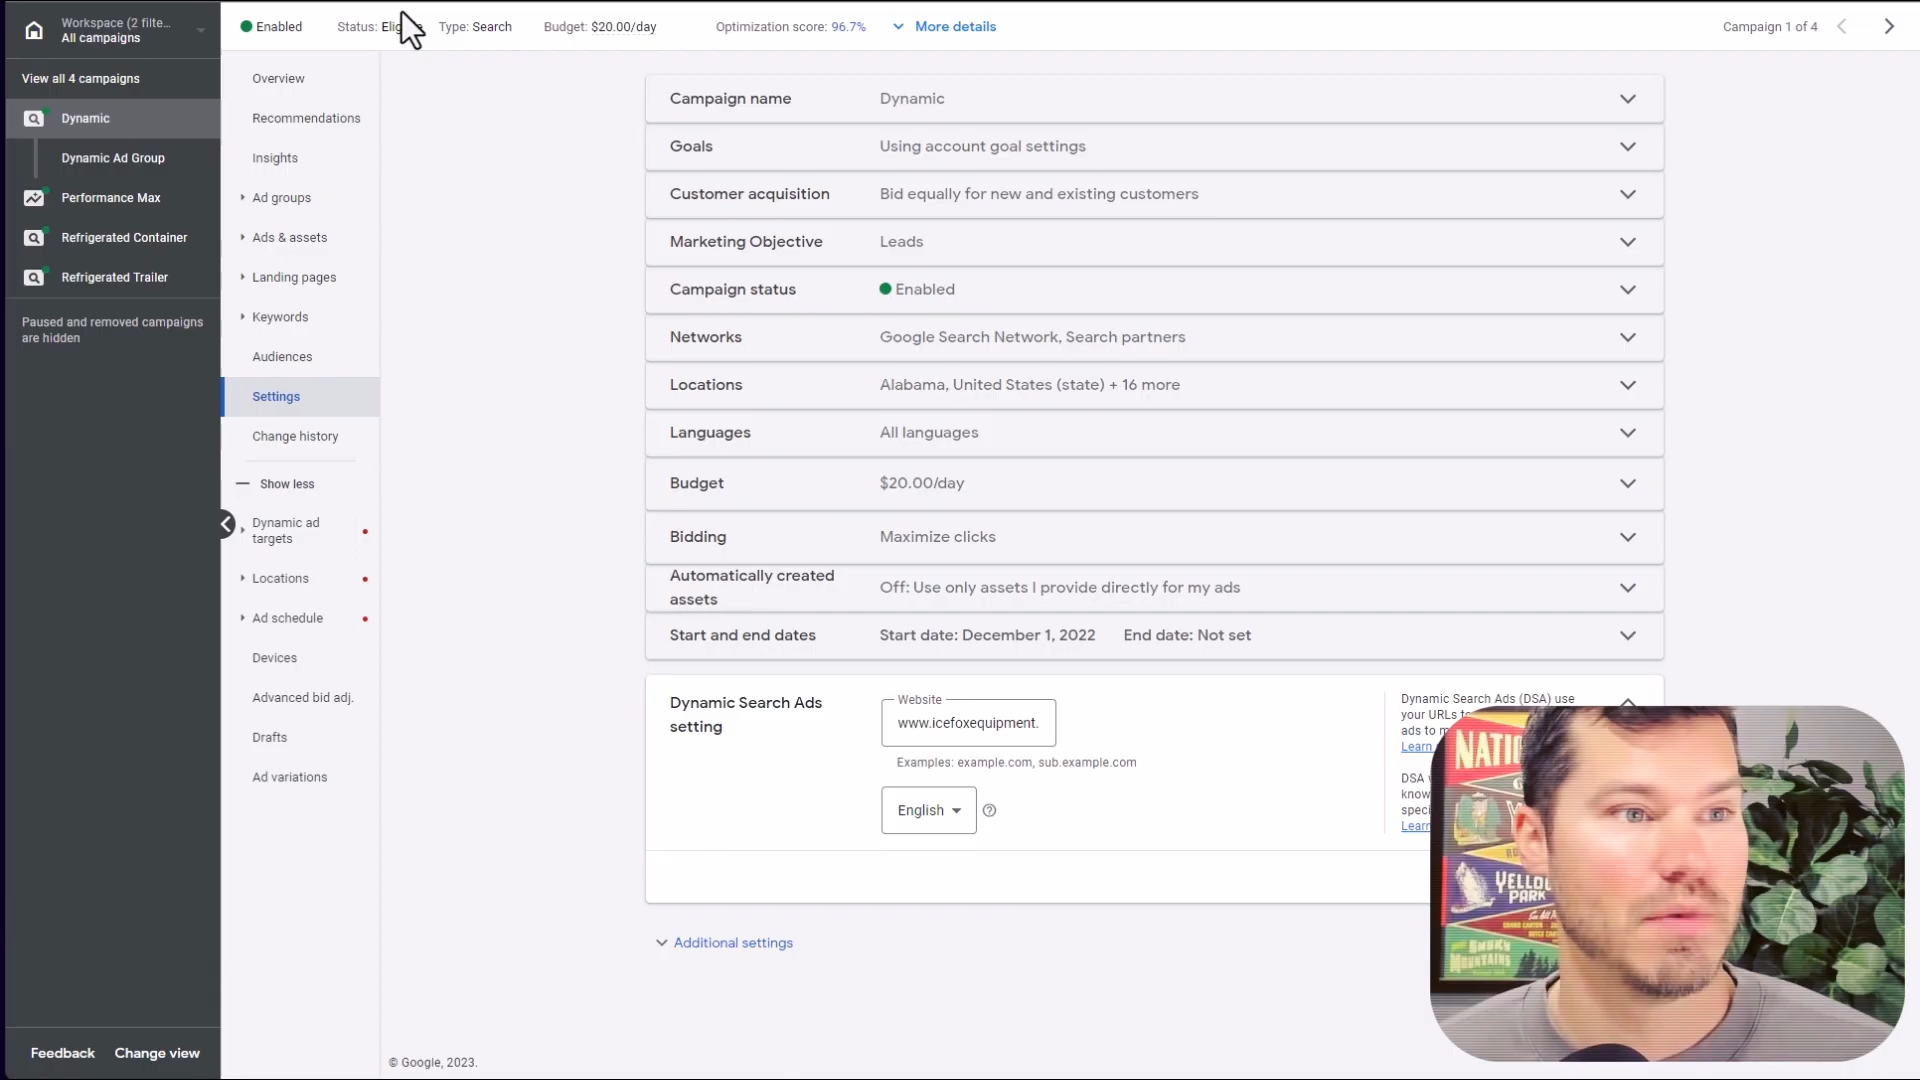 Workspace (2 filte...
All campaigns
Enabled
Status:
Type: Search
Budget: $20.00/day
Optimization score: 96.7%
More details
Campaign 1 of 4
View all 4 campaigns
Dynamic
Dynamic Ad Group
Performance Max
Refrigerated Container
Refrigerated Trailer
Paused and removed campaigns
are hidden
Feedback
Change view
Overview
Recommendations
Insights
Ad groups
Ads & assets
Landing pages
Keywords
Audiences
Settings
Change history
Show less
Dynamic ad
targets
Locations
Ad schedule
Devices
Advanced bid adj.
Drafts
Ad variations
Campaign name
Dynamic
Goals
Using account goal settings
Customer acquisition
Bid equally for new and existing customers
Marketing Objective
Leads
Campaign status
Enabled
Networks
Google Search Network, Search partners
Locations
Alabama, United States (state) + 16 more
Languages
All languages
Budget
$20.00/day
Bidding
Maximize clicks
Automatically created
assets
Off: Use only assets I provide directly for my ads
Start and end dates
Start date: December 1, 2022
End date: Not set
Dynamic Search Ads
setting
Website
www.icefoxequipment.
Examples: example.com, sub.example.com
English
Dynamic Search Ads (DSA) use
your URLs
ads to
Learn
DSA
Learn
Additional settings
© Google, 2023.
PARK
SMOKY
MOUNTAINS